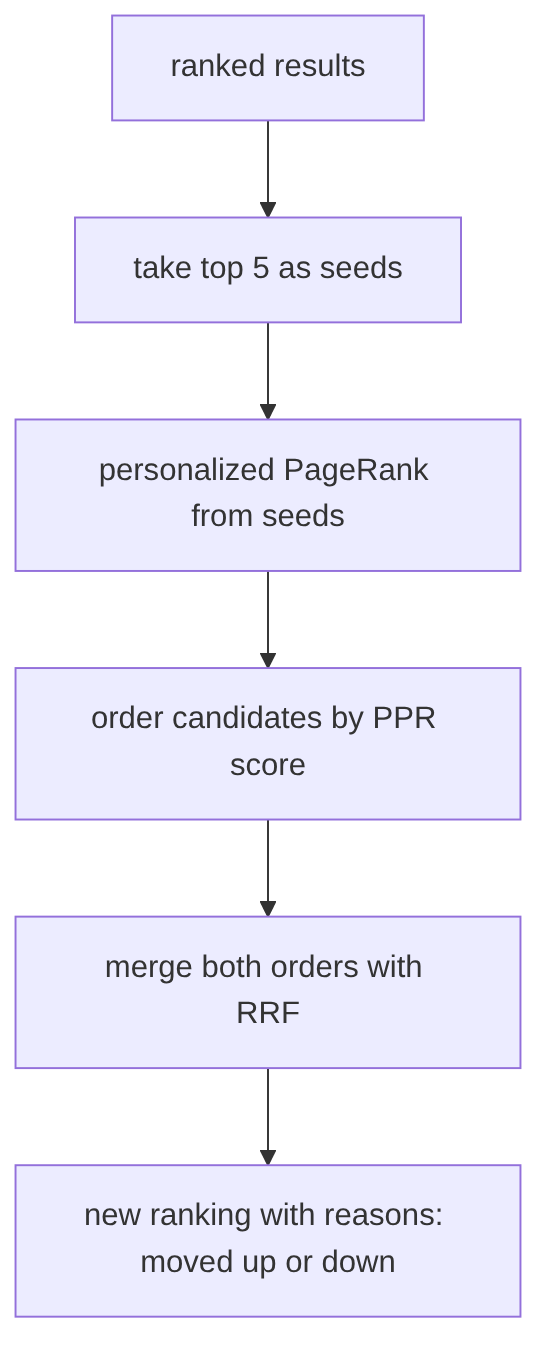 ranked results
take top 5 as seeds
personalized PageRank
from seeds
order candidates by PPR
score
merge both orders with
RRF
new ranking with reasons:
moved up or down